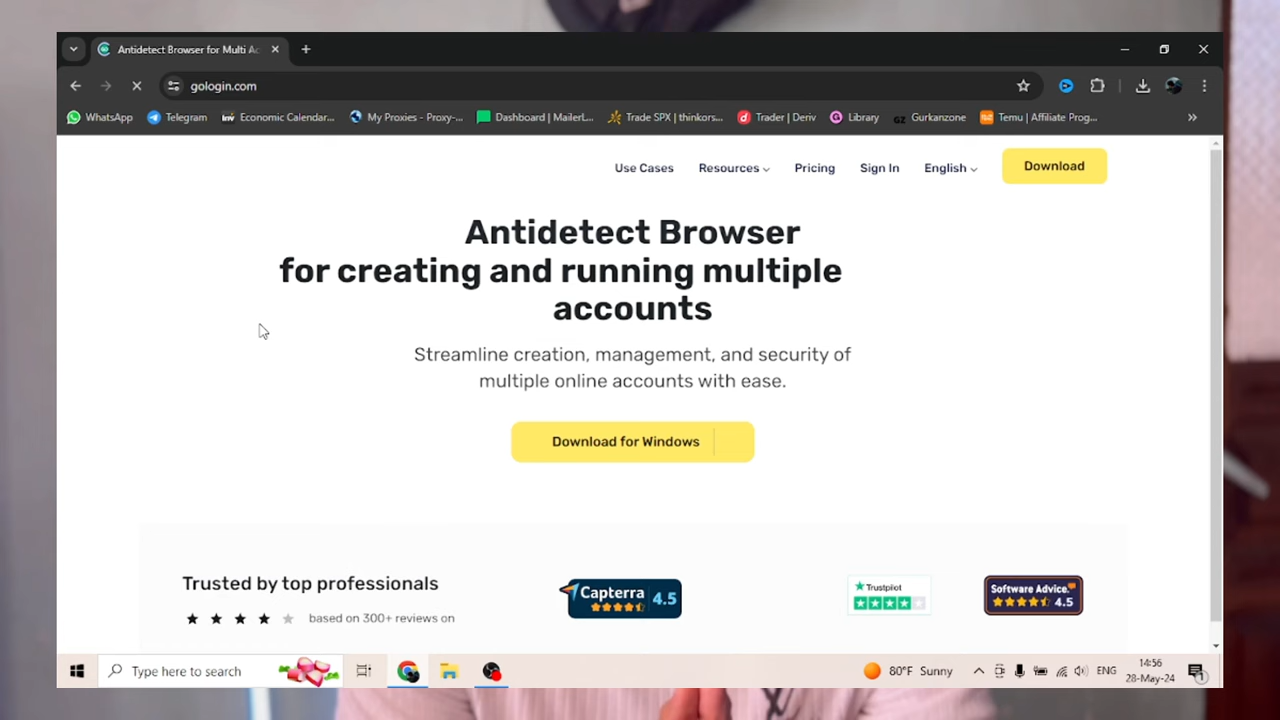 Antidetect Browser for Multi Ac
gologin.com
WhatsApp
Telegram
inv Economic Calendar...
My Proxies - Proxy-...
Dashboard | MailerL...
Trade SPX | thinkors...
Trader | Deriv
Library
GZ Gurkanzone
Temu | Affiliate Prog...
Use Cases
Resources
Pricing
Sign In
English
Download
Antidetect Browser
for creating and running multiple
accounts
Streamline creation, management, and security of
multiple online accounts with ease.
Download for Windows
Trusted by top professionals
based on 300+ reviews on
Capterra 4.5
Trustpilot
Software Advice.
4.5
Type here to search
80°F Sunny
ENG
14:56
28-May-24
1